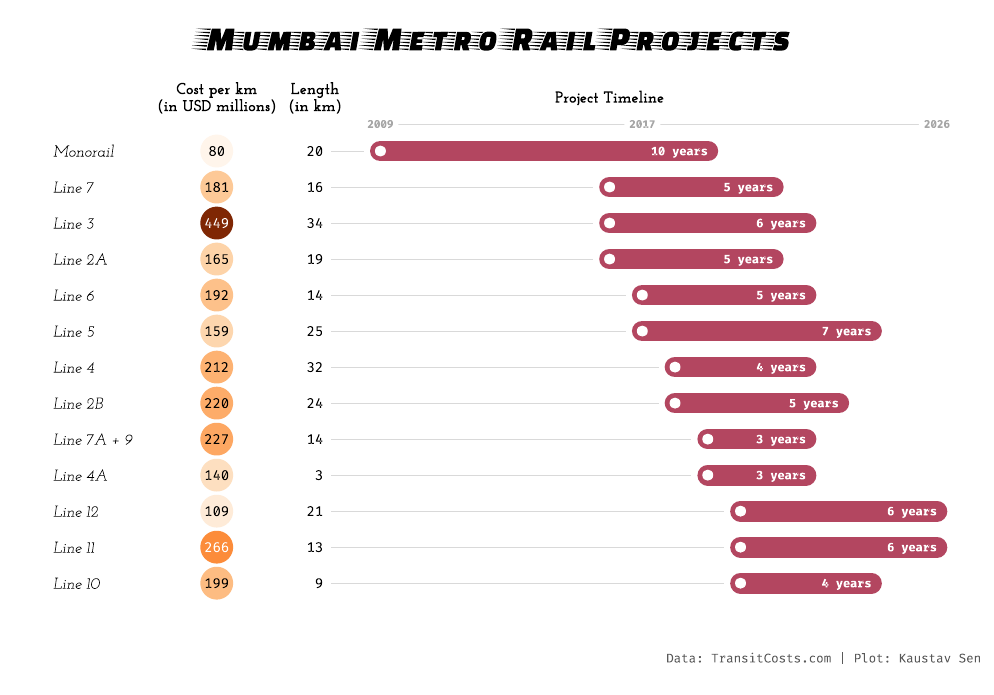 Mumbai Metro Rail Projects
Cost per km Length
(in USD millions) (in km) Project Timeline
2009 2017 2026
Monorail 80 20 10 years
Line 7 181 16 5 years
Line 3 449 34 6 years
Line 2A 165 19 5 years
Line 6 192 14 5 years
Line 5 159 25 7 years
Line 4 212 32 4 years
Line 2B 220 24 5 years
Line 7A + 9 227 14 3 years
Line 4A 140 3 3 years
Line 12 109 21 6 years
Line 11 266 13 6 years
Line 10 199 9 4 years
Data: TransitCosts.com | Plot: Kaustav Sen